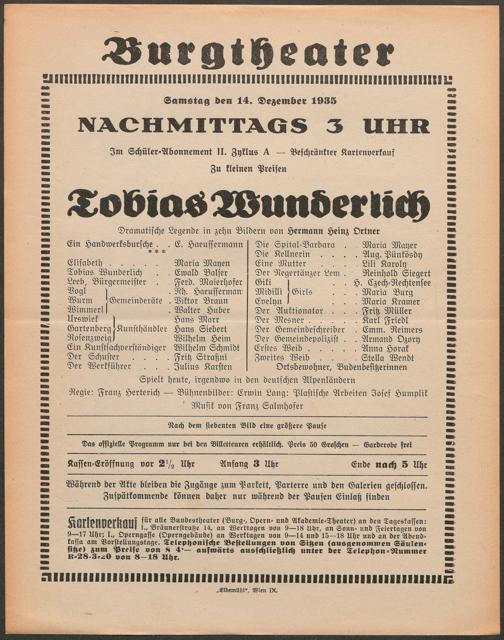 Burgtheater
Samstag den 14. Dezember 1935
NACHMITTAGS 3 UHR
Im Schüler-Abonnement II. Zyklus A — Beschränkter Kartenverkauf
Zu kleinen Preisen
Tobias Wunderlich
Dramatische Legende in zehn Bildern von Hermann Heinz Ortner
Ein Handwerksbursche . . E. Haeussermann
***
Elisabeth . . . . Maria Mayen
Tobias Wunderlich . . Ewald Balser
Leeb, Bürgermeister . . Ferd. Maierhofer
Vogl } Gemeinderäte . Rh. Haeussermann
Wurm } Viktor Braun
Wimmerl } Walter Huber
Urswiek } Kunsthändler Hans Marr
Gartenberg } Hans Siebert
Rosenzweig } Wilhelm Heim
Ein Kunstsachverständiger Wilhelm Schmidt
Der Schuster . . . . Fritz Straßni
Der Werkführer . . . Julius Karsten
Die Spital-Barbara . . Maria Mayer
Die Kellnerin . . . Aug. Pünkösdy
Eine Mutter . . . Lili Karoly
Der Negertänzer Jem . Reinhold Siegert
Giki } Girls . . H. Czech-Rechtensee
Mihilli } Maria Burg
Evelyn } Maria Kramer
Der Auktionator . . . Fritz Müller
Der Mesner . . . . Karl Friedl
Der Gemeindeschreiber . Emm. Reimers
Der Gemeindepolizist . . Armand Ozory
Erstes Weib . . . . Anna Horak
Zweites Weib . . . Stella Wendt
Ortsbewohner, Budenbesitzerinnen
Spielt heute, irgendwo in den deutschen Alpenländern
Regie: Franz Herterich — Bühnenbilder: Erwin Lang: Plastische Arbeiten Josef Humplik
Musik von Franz Salmhofer
Nach dem siebenten Bild eine größere Pause
Das offizielle Programm nur bei den Billetteuren erhältlich. Preis 50 Groschen — Garderobe frei
Kassen-Eröffnung vor 2½ Uhr Anfang 3 Uhr Ende nach 5 Uhr
Während der Akte bleiben die Zugänge zum Parkett, Parterre und den Galerien geschlossen.
Zuspätkommende können daher nur während der Pausen Einlaß finden
Kartenverkauf für alle Bundestheater (Burg-, Opern- und Akademie-Theater) an den Tageskassen:
I., Bräunerstraße 14, an Werktagen von 9—18 Uhr, an Sonn- und Feiertagen von
9—17 Uhr; I., Operngasse (Operngebäude) an Werktagen von 9—14 und 15—18 Uhr und an der Abend-
kassa am Vorstellungstage. Telephonische Bestellungen von Sitzen (ausgenommen Säulen-
sitze) zum Preise von S 4·— aufwärts ausschließlich unter der Telephon-Nummer
R-28-3-20 von 8—18 Uhr.
„Elbemühl“, Wien IX.